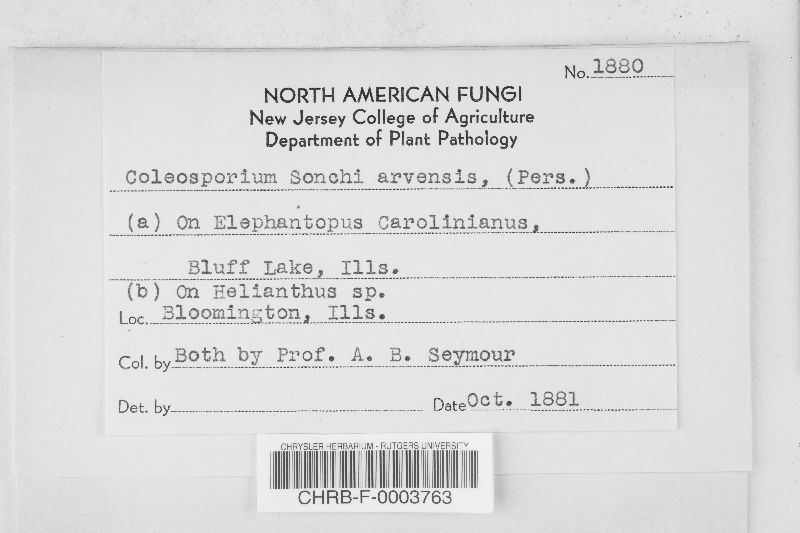 No. 1880
NORTH AMERICAN FUNGI
New Jersey College of Agriculture
Department of Plant Pathology
Coleosporium Sonchi arvensis, (Pers.)
(a) On Elephantopus Carolinianus,
Bluff Lake, Ills.
(b) On Helianthus sp.
Loc. Bloomington, Ills.
Col. by Both by Prof. A. B. Seymour
Det. by
Date Oct. 1881
CHRYSLER HERBARIUM - RUTGERS UNIVERSITY
CHRB-F-0003763